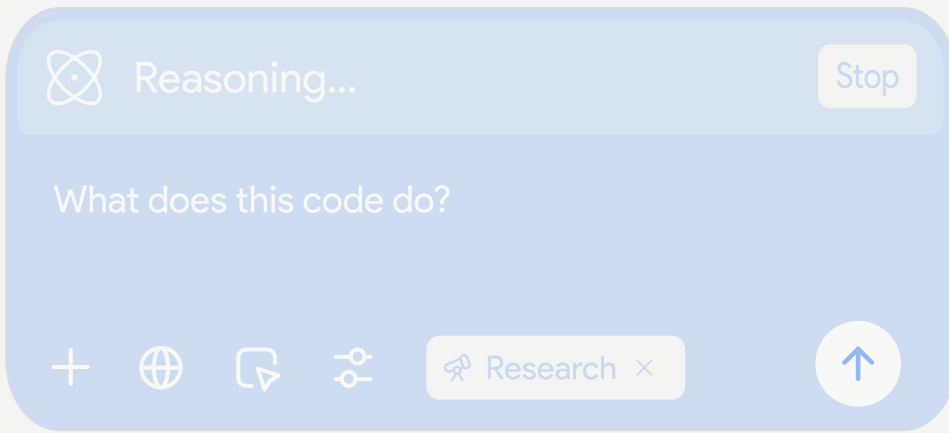 Reasoning...
Stop
What does this code do?
Research